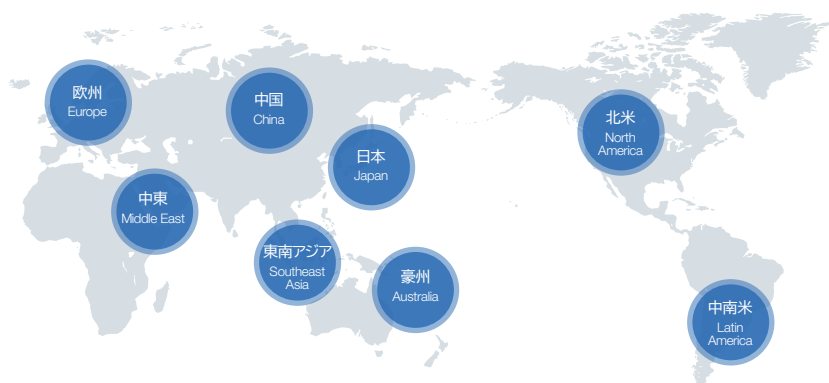 欧州
Europe
中国
China
北米
North
America
日本
Japan
中東
Middle East
東南アジア
Southeast
Asia
豪州
Australia
中南米
Latin
America